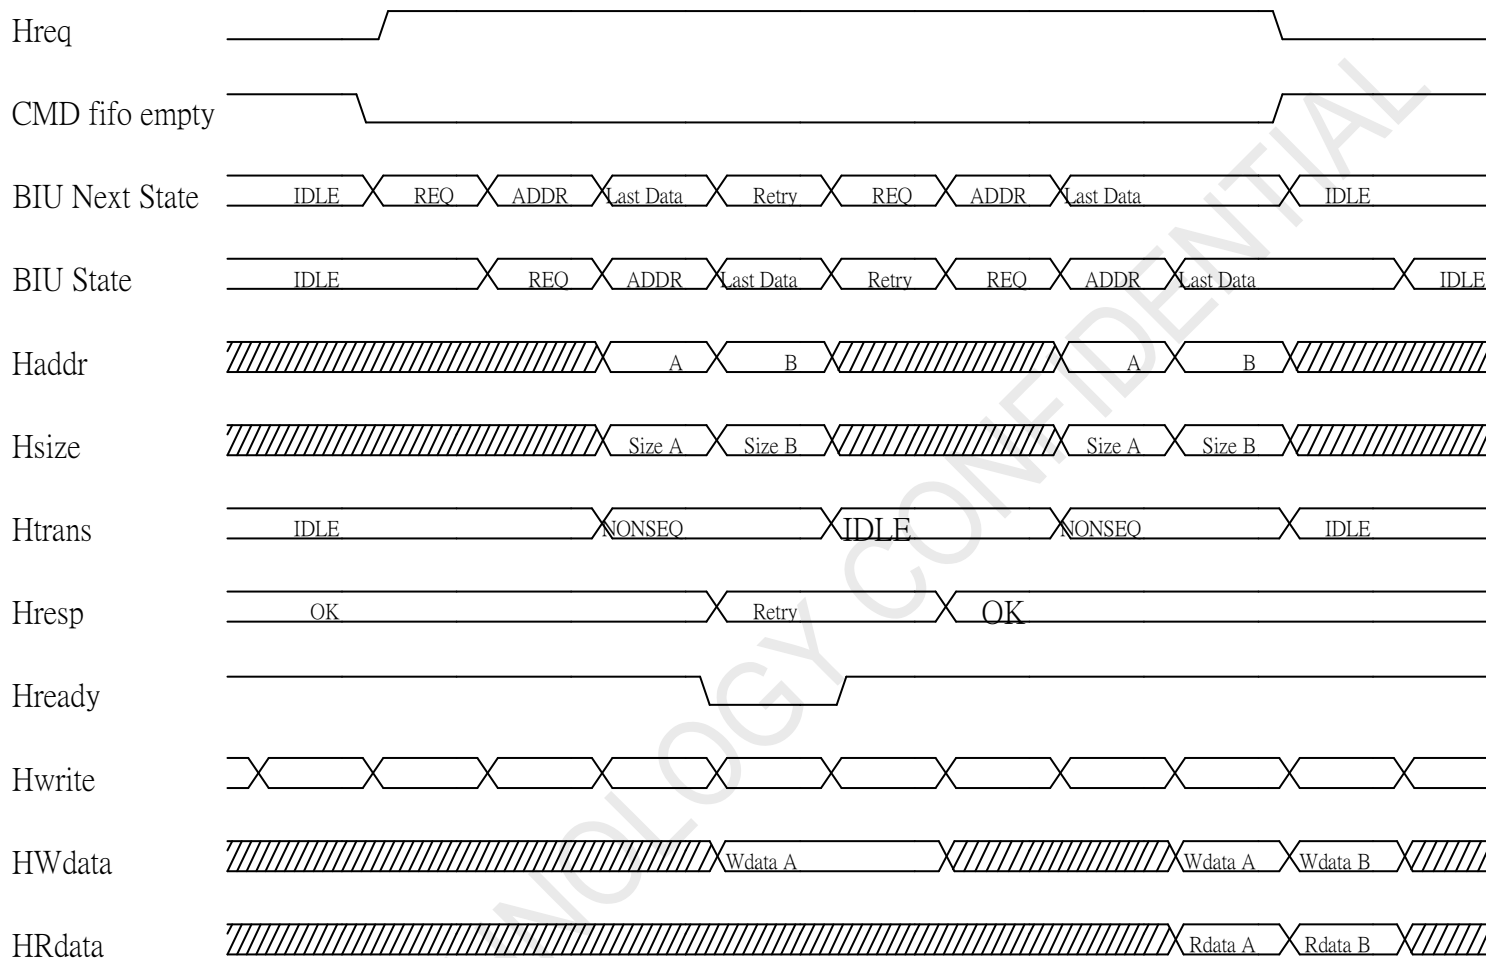 Hreq
CMD fifo empty
BIU Next State IDLE REQ ADDR Last Data Retry REQ ADDR Last Data IDLE
BIU State IDLE REQ ADDR Last Data Retry REQ ADDR Last Data IDLE
Haddr A B A B
Hsize Size A Size B Size A Size B
Htrans IDLE NONSEQ IDLE NONSEQ IDLE
Hresp OK Retry OK
Hready
Hwrite
HWdata Wdata A Wdata A Wdata B
HRdata Rdata A Rdata B
NOLOGY CONFIDENTIAL